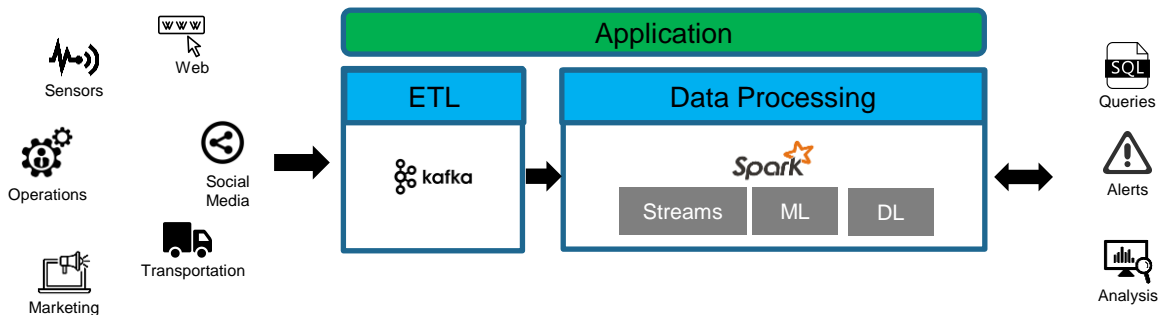 WWW
Web
Sensors
Operations
Social
Media
Transportation
Marketing
Application
ETL
kafka
Data Processing
Spark
Streams
ML
DL
SQL
Queries
Alerts
Analysis